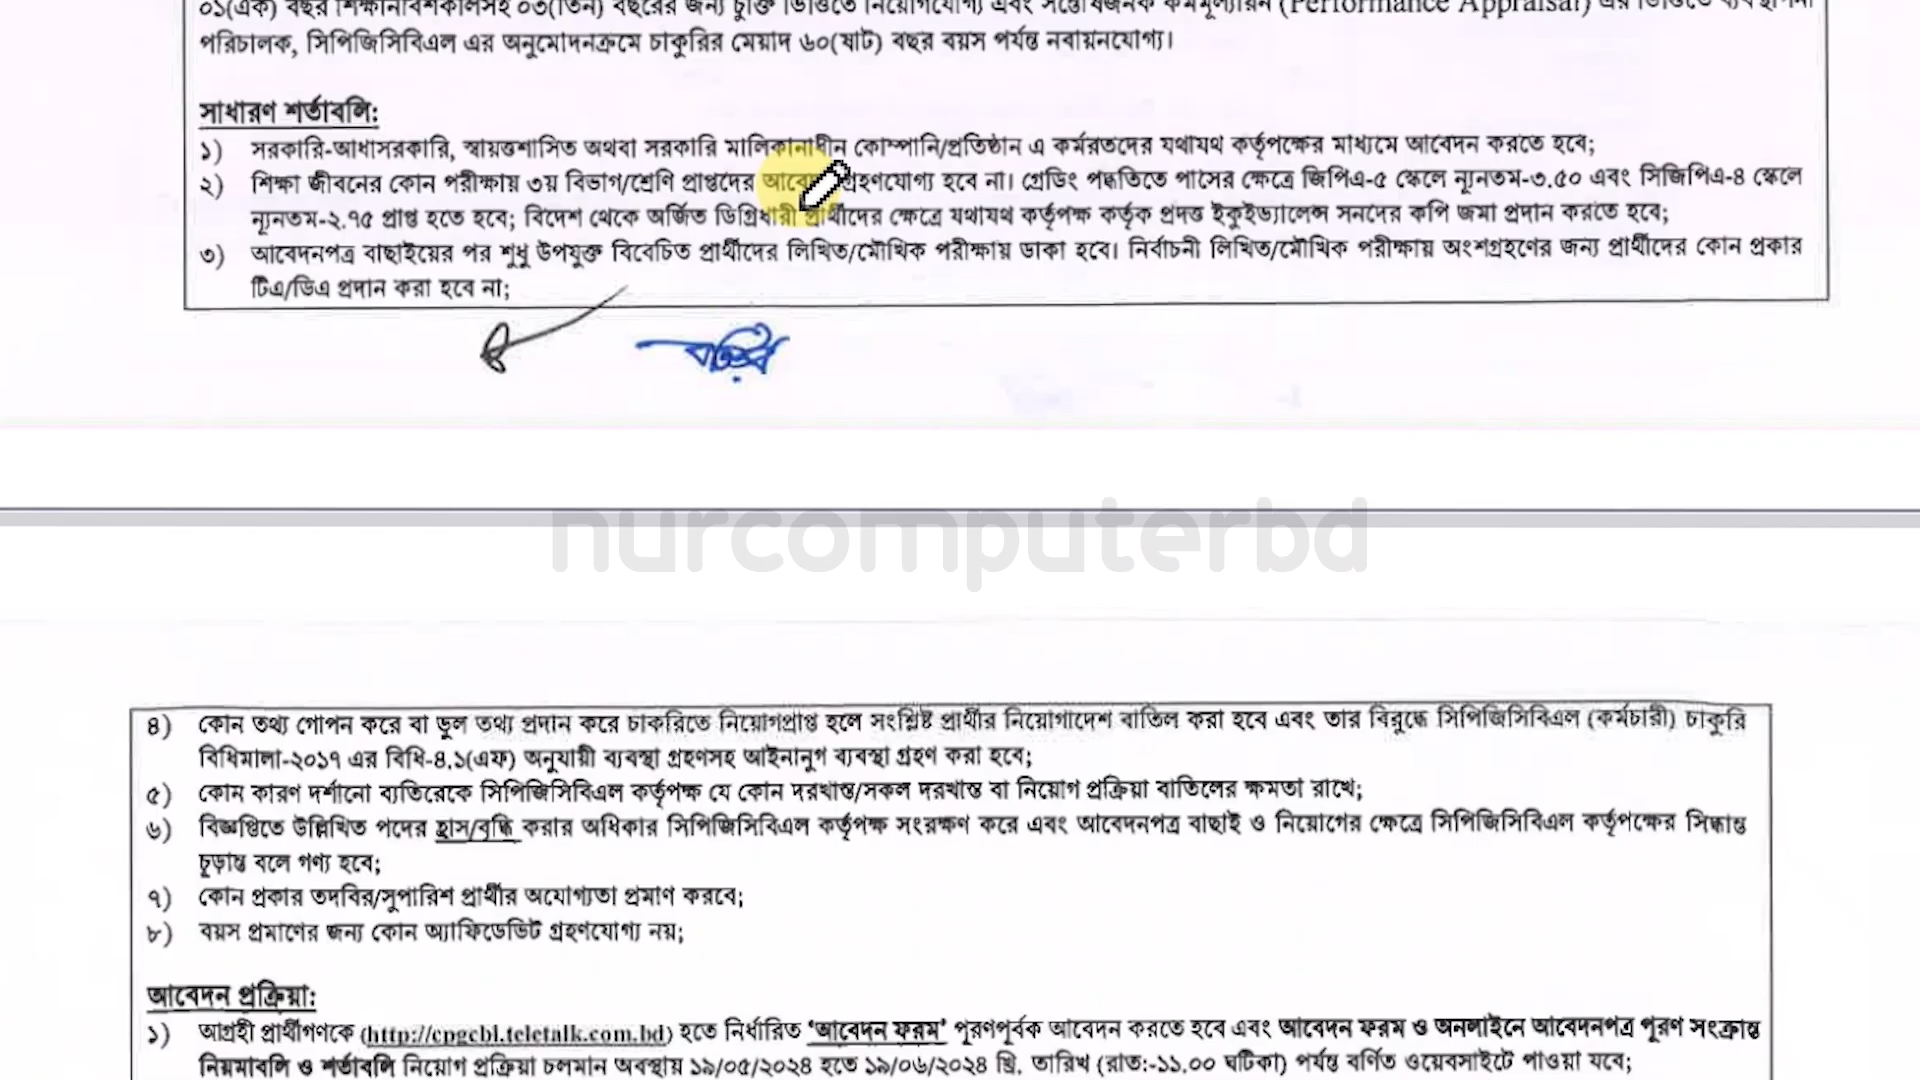 ০১(এক) বছর শিক্ষানবিশকালসহ ০৩(তিন) বছরের জন্য চুক্তি ভিত্তিতে নিয়োগযোগ্য এবং সন্তোষজনক কর্মমূল্যায়ন (Performance Appraisal) এর ভিত্তিতে ব্যবস্থাপনা
পরিচালক, সিপিজিসিবিএল এর অনুমোদনক্রমে চাকুরির মেয়াদ ৬০(ষাট) বছর বয়স পর্যন্ত নবায়নযোগ্য।
সাধারণ শর্তাবলি:
১) সরকারি-আধাসরকারি, স্বায়ত্তশাসিত অথবা সরকারি মালিকানাধীন কোম্পানি/প্রতিষ্ঠান এ কর্মরতদের যথাযথ কর্তৃপক্ষের মাধ্যমে আবেদন করতে হবে;
২) শিক্ষা জীবনের কোন পরীক্ষায় ৩য় বিভাগ/শ্রেণি প্রাপ্তদের গ্রহণযোগ্য হবে না। গ্রেডিং পদ্ধতিতে পাসের ক্ষেত্রে জিপিএ-৫ স্কেলে ন্যূনতম-৩.৫০ এবং সিজিপিএ-৪ স্কেলে
ন্যূনতম-২.৭৫ প্রাপ্ত হতে হবে; বিদেশ থেকে অর্জিত ডিগ্রিধারী প্রার্থীদের ক্ষেত্রে যথাযথ কর্তৃপক্ষ কর্তৃক প্রদত্ত ইকুইভ্যালেন্স সনদের কপি জমা প্রদান করতে হবে;
৩) আবেদনপত্র বাছাইয়ের পর শুধু উপযুক্ত বিবেচিত প্রার্থীদের লিখিত/মৌখিক পরীক্ষায় ডাকা হবে। নির্বাচনী লিখিত/মৌখিক পরীক্ষায় অংশগ্রহণের জন্য প্রার্থীদের কোন প্রকার
টিএ/ডিএ প্রদান করা হবে না;
nurcomputerbd
৪) কোন তথ্য গোপন করে বা ভুল তথ্য প্রদান করে চাকরিতে নিয়োগপ্রাপ্ত হলে সংশ্লিষ্ট প্রার্থীর নিয়োগাদেশ বাতিল করা হবে এবং তার বিরুদ্ধে সিপিজিসিবিএল (কর্মচারী) চাকুরি
বিধিমালা-২০১৭ এর বিধি-৪.১(এফ) অনুযায়ী ব্যবস্থা গ্রহণসহ আইনানুগ ব্যবস্থা গ্রহণ করা হবে;
৫) কোন কারণ দর্শানো ব্যতিরেকে সিপিজিসিবিএল কর্তৃপক্ষ যে কোন দরখাস্ত/সকল দরখাস্ত বা নিয়োগ প্রক্রিয়া বাতিলের ক্ষমতা রাখে;
৬) বিজ্ঞপ্তিতে উল্লিখিত পদের হ্রাস/বৃদ্ধি করার অধিকার সিপিজিসিবিএল কর্তৃপক্ষ সংরক্ষণ করে এবং আবেদনপত্র বাছাই ও নিয়োগের ক্ষেত্রে সিপিজিসিবিএল কর্তৃপক্ষের সিদ্ধান্ত
চূড়ান্ত বলে গণ্য হবে;
৭) কোন প্রকার তদবির/সুপারিশ প্রার্থীর অযোগ্যতা প্রমাণ করবে;
৮) বয়স প্রমাণের জন্য কোন অ্যাফিডেভিট গ্রহণযোগ্য নয়;
আবেদন প্রক্রিয়া:
১) আগ্রহী প্রার্থীগণকে (http://cpgcbl.teletalk.com.bd) হতে নির্ধারিত ‘আবেদন ফরম’ পূরণপূর্বক আবেদন করতে হবে এবং আবেদন ফরম ও অনলাইনে আবেদনপত্র পূরণ সংক্রান্ত
নিয়মাবলি ও শর্তাবলি নিয়োগ প্রক্রিয়া চলমান অবস্থায় ১৯/০৫/২০২৪ হতে ১৯/০৬/২০২৪ খ্রি. তারিখ (রাত:-১১.০০ ঘটিকা) পর্যন্ত বর্ণিত ওয়েবসাইটে পাওয়া যাবে;